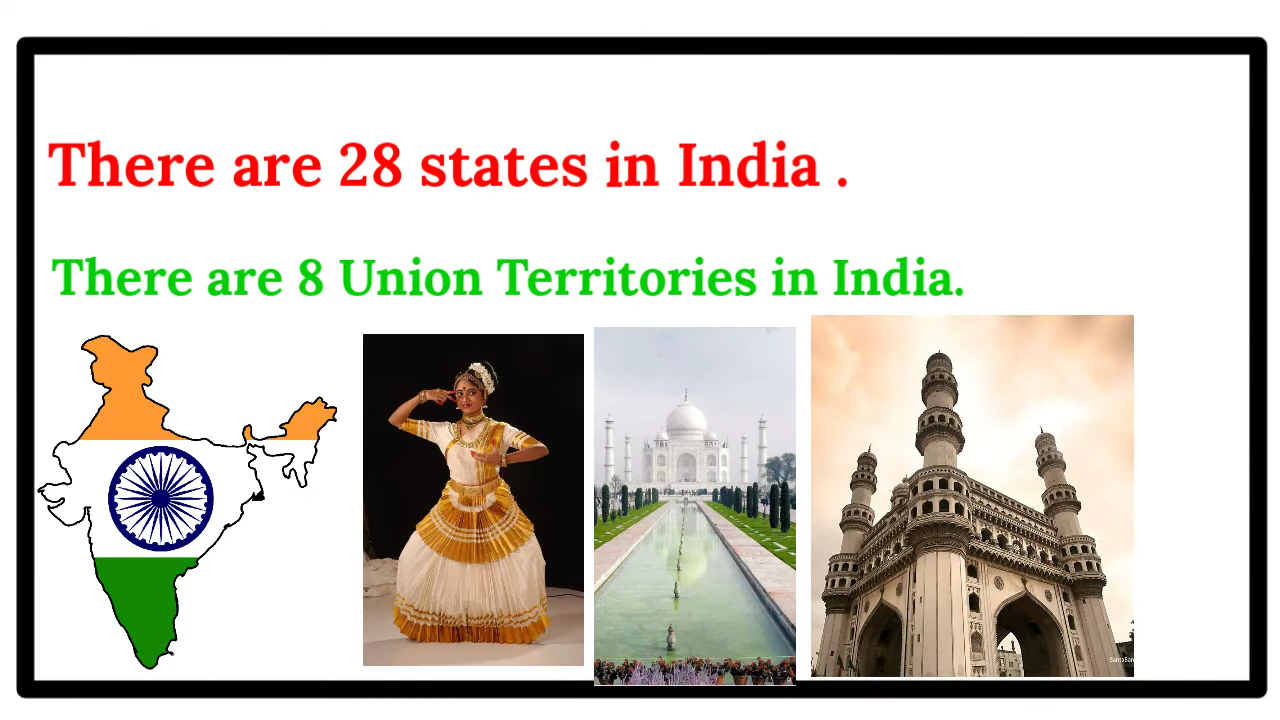 There are 28 states in India .
There are 8 Union Territories in India.